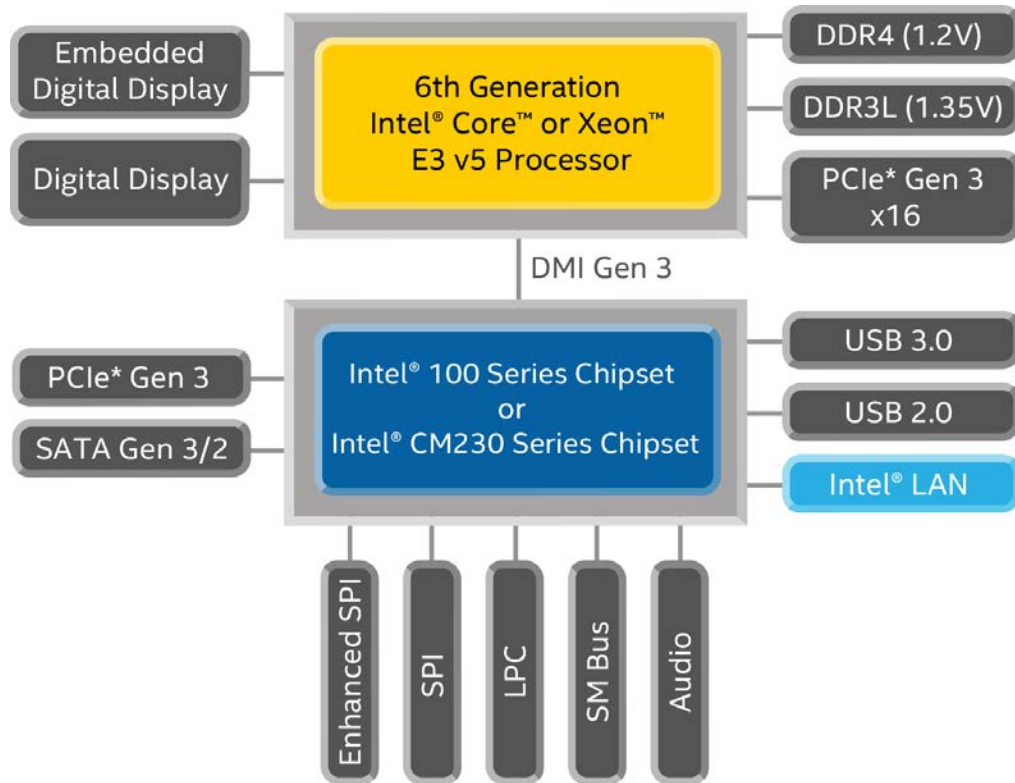 Embedded
Digital Display
Digital Display
6th Generation
Intel® Core™ or Xeon™
E3 v5 Processor
DDR4 (1.2V)
DDR3L (1.35V)
PCIe* Gen 3
x16
DMI Gen 3
PCIe* Gen 3
SATA Gen 3/2
Intel® 100 Series Chipset
or
Intel® CM230 Series Chipset
USB 3.0
USB 2.0
Intel® LAN
Enhanced SPI
SPI
LPC
SM Bus
Audio